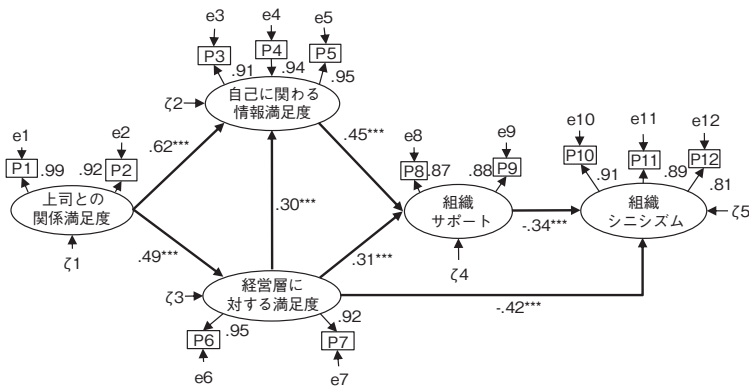 e3
e4
e5
P3
P4
P5
.91
.94
.95
ζ2
自己に関わる
情報満足度
e1
e2
P1
.99
.92
P2
.62***
.45***
上司との
関係満足度
ζ1
e8
e9
P8
.87
.88
P9
組織
サポート
ζ4
e10
e11
e12
P10
P11
P12
.91
.89
.81
組織
シニシズム
ζ5
.30***
-.34***
.49***
.31***
ζ3
経営層に
対する満足度
-.42***
.95
.92
P6
P7
e6
e7